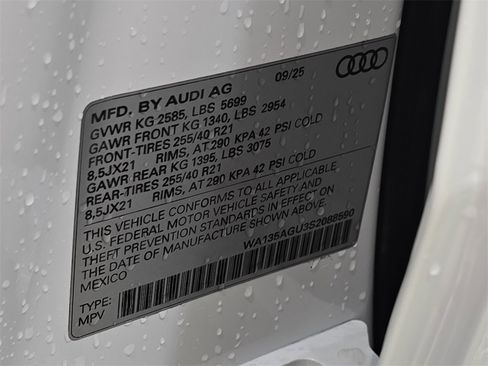 MFD. BY AUDI AG 09/25
GVWR KG 2585, LBS 5699
GAWR FRONT KG 1340, LBS 2954
FRONT-TIRES 255/40 R21
8,5JX21 RIMS, AT 290 KPA 42 PSI COLD
GAWR REAR KG 1395, LBS 3075
REAR-TIRES 255/40 R21
8,5JX21 RIMS, AT 290 KPA 42 PSI COLD
THIS VEHICLE CONFORMS TO ALL APPLICABLE
U.S. FEDERAL MOTOR VEHICLE SAFETY AND
THEFT PREVENTION STANDARDS IN EFFECT ON
THE DATE OF MANUFACTURE SHOWN ABOVE.
MEXICO WA135AGU3S2088690
TYPE:
MPV